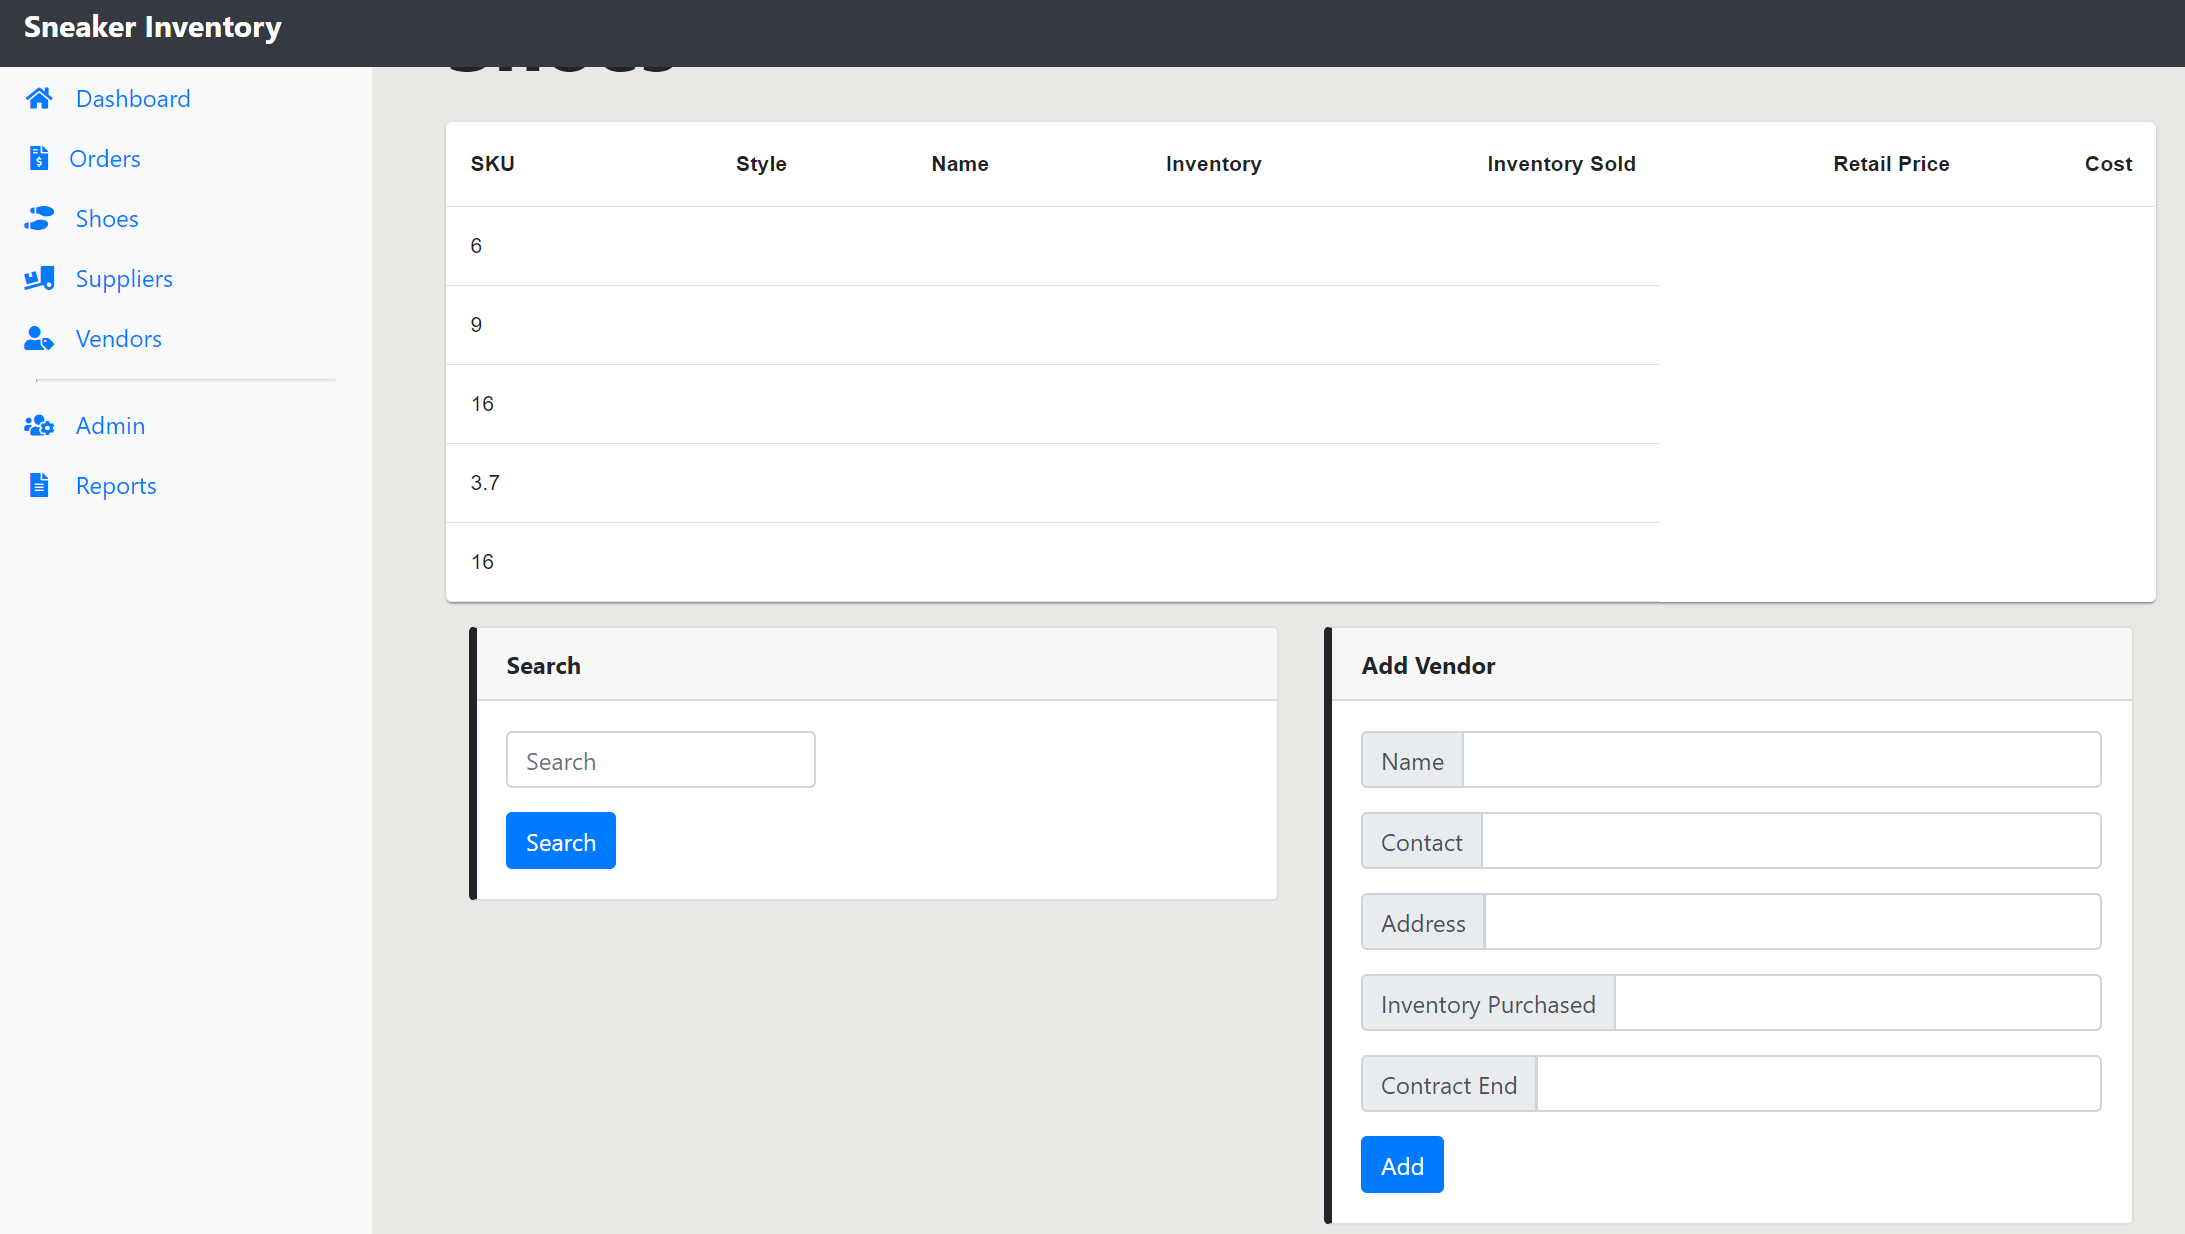 Sneaker Inventory
Dashboard
Orders
Shoes
Suppliers
Vendors
Admin
Reports
SKU Style Name Inventory Inventory Sold Retail Price Cost
6
9
16
3.7
16
Search
Search
Search
Add Vendor
Name
Contact
Address
Inventory Purchased
Contract End
Add